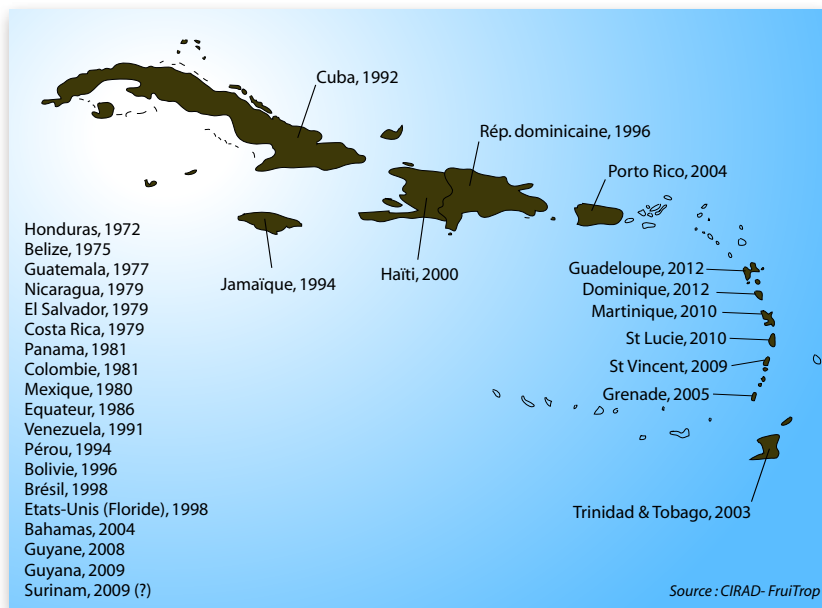 Cuba, 1992
Rép. dominicaine, 1996
Porto Rico, 2004
Honduras, 1972
Belize, 1975
Guatemala, 1977
Nicaragua, 1979
El Salvador, 1979
Costa Rica, 1979
Panama, 1981
Colombie, 1981
Mexique, 1980
Equateur, 1986
Venezuela, 1991
Pérou, 1994
Bolivie, 1996
Brésil, 1998
Etats-Unis (Floride), 1998
Bahamas, 2004
Guyane, 2008
Guyana, 2009
Surinam, 2009 (?)
Jamaïque, 1994
Haïti, 2000
Guadeloupe, 2012
Dominique, 2012
Martinique, 2010
St Lucie, 2010
St Vincent, 2009
Grenade, 2005
Trinidad & Tobago, 2003
Source : CIRAD- FruiTrop